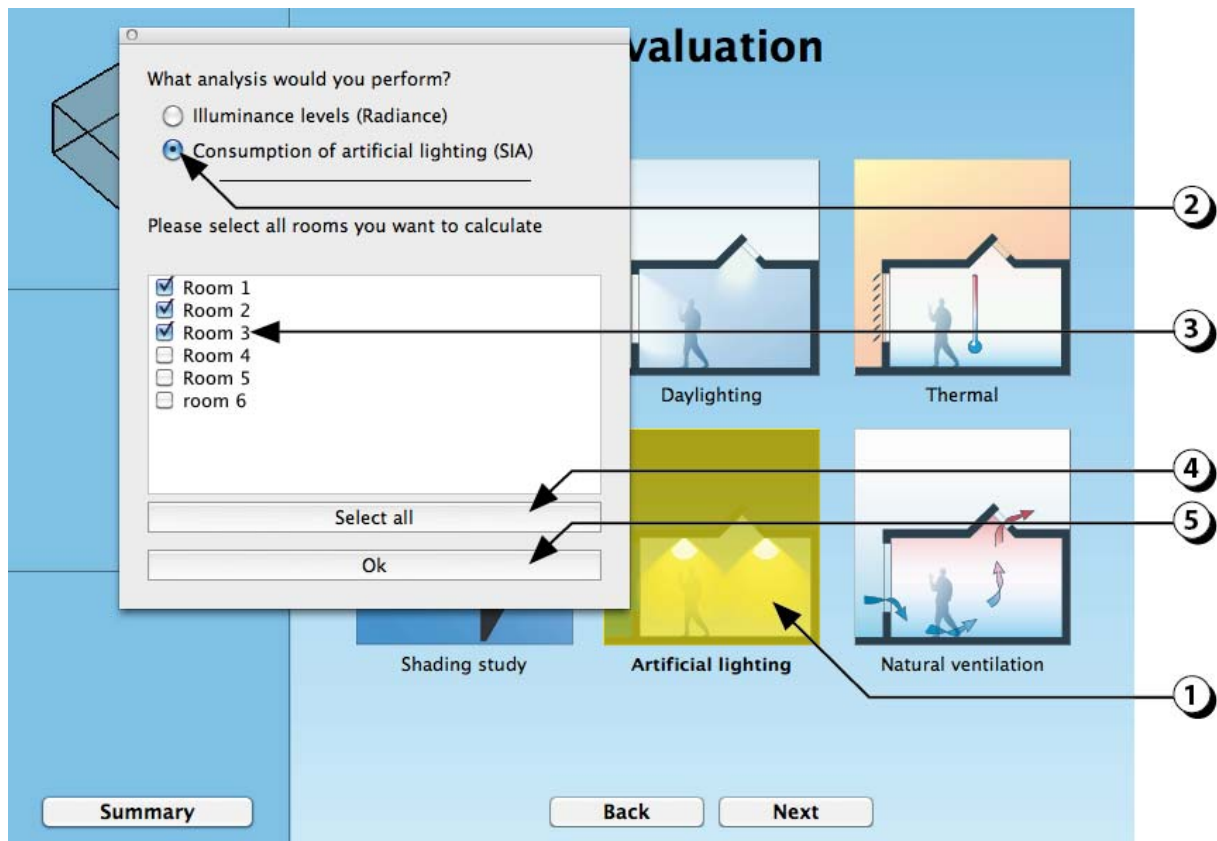 valuation
What analysis would you perform?
Illuminance levels (Radiance)
Consumption of artificial lighting (SIA)
Please select all rooms you want to calculate
Room 1
Room 2
Room 3
Room 4
Room 5
room 6
Select all
Ok
Daylighting
Thermal
Shading study
Artificial lighting
Natural ventilation
2
3
4
5
1
Summary
Back
Next